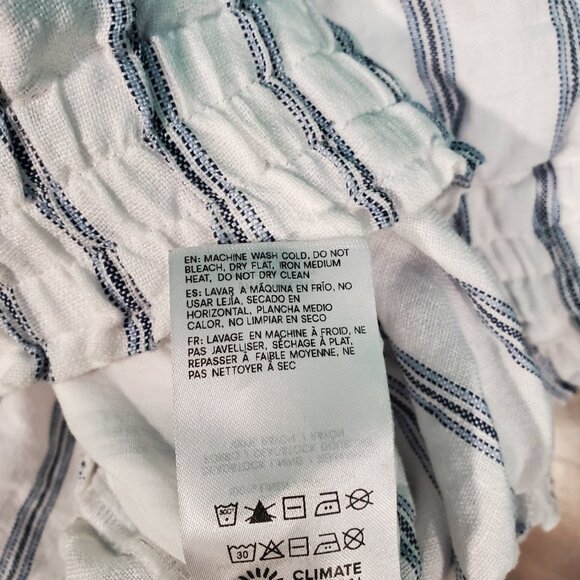 EN: MACHINE WASH COLD, DO NOT
BLEACH, DRY FLAT, IRON MEDIUM
HEAT, DO NOT DRY CLEAN
ES: LAVAR A MÁQUINA EN FRÍO, NO
USAR LEJÍA, SECADO EN
HORIZONTAL, PLANCHA MEDIO
CALOR, NO LIMPIAR EN SECO
FR: LAVAGE EN MACHINE À FROID, NE
PAS JAVELLISER, SÉCHAGE À PLAT,
REPASSER À FAIBLE MOYENNE, NE
PAS NETTOYER À SEC
30
CLIMATE